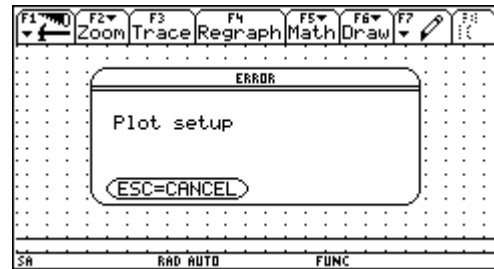 F1 F2 Zoom F3 Trace F4 Regraph F5 Math F6 Draw F7
ERROR
Plot setup
ESC=CANCEL
SA RAD AUTO FUNC